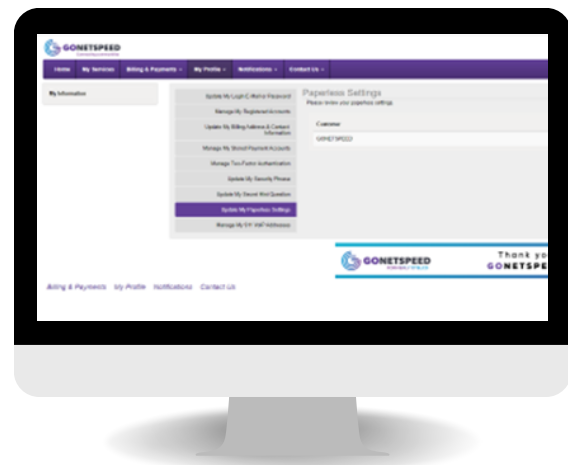 GONETSPEED
Home My Services Billing & Payments My Profile Notifications Contact Us
My Information
Update My Login E-Mail or Password
Manage My Registered Accounts
Update My Billing Address & Contact
Information
Manage My Stored Payment Accounts
Manage Two-Factor Authentication
Update My Security Phrase
Update My Secret Hint Question
Update My Paperless Settings
Paperless Settings
Please review your paperless settings.
Customer
GONETSPEED
GONETSPEED
Thank yo
GONETSPE
Billing & Payments My Profile Notifications Contact Us